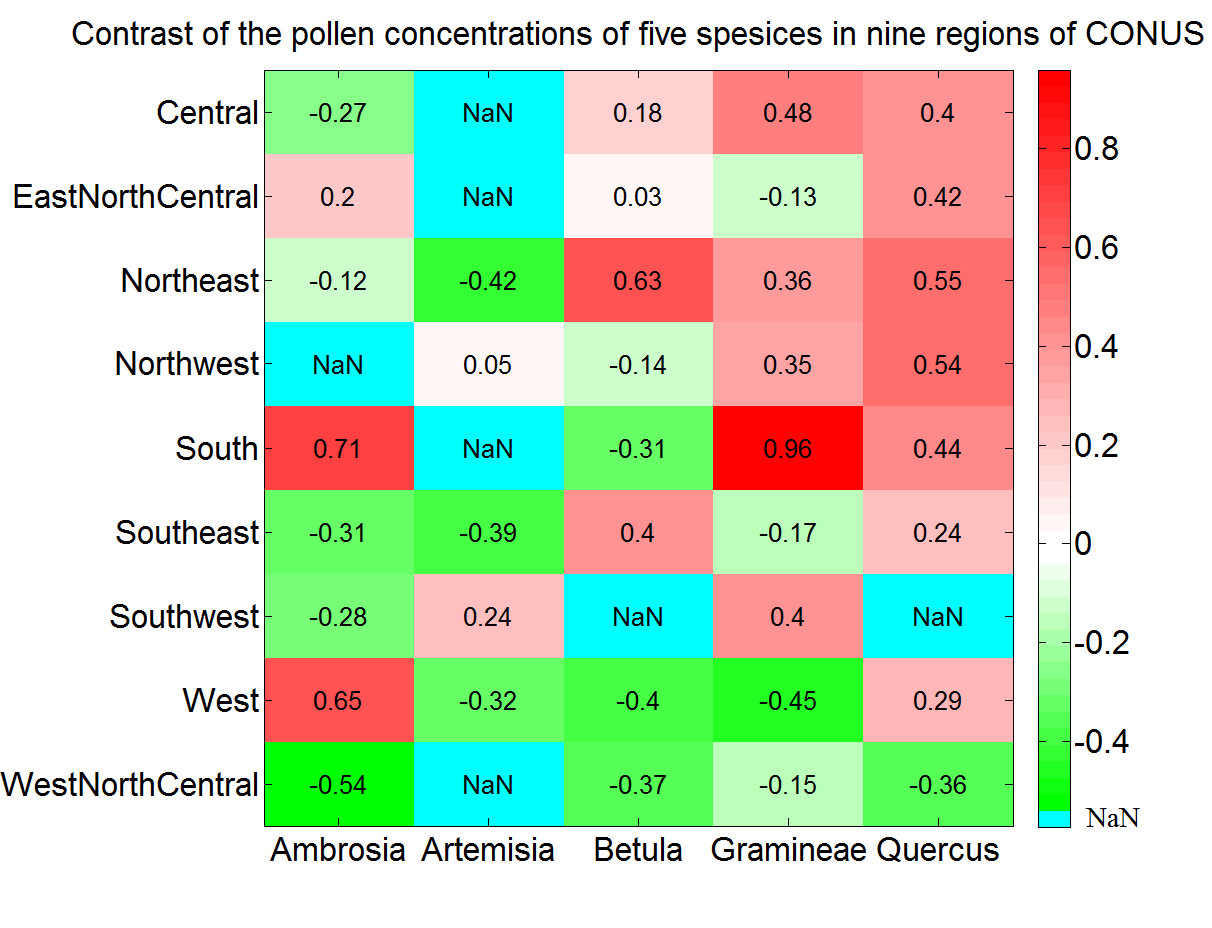 Contrast of the pollen concentrations of five spesices in nine regions of CONUS
Central -0.27 NaN 0.18 0.48 0.4
EastNorthCentral 0.2 NaN 0.03 -0.13 0.42
Northeast -0.12 -0.42 0.63 0.36 0.55
Northwest NaN 0.05 -0.14 0.35 0.54
South 0.71 NaN -0.31 0.96 0.44
Southeast -0.31 -0.39 0.4 -0.17 0.24
Southwest -0.28 0.24 NaN 0.4 NaN
West 0.65 -0.32 -0.4 -0.45 0.29
WestNorthCentral -0.54 NaN -0.37 -0.15 -0.36
Ambrosia Artemisia Betula Gramineae Quercus
0.8
0.6
0.4
0.2
0
-0.2
-0.4
NaN